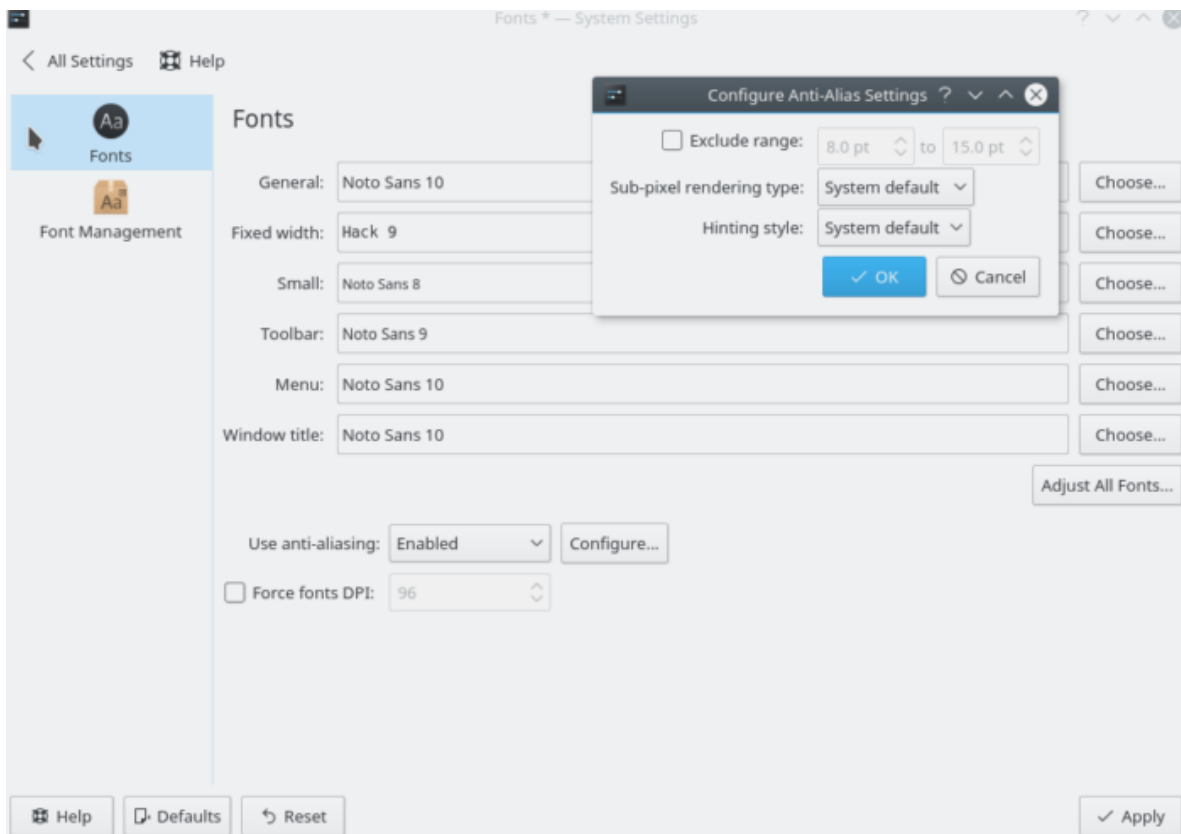 Fonts * — System Settings
All Settings Help
Configure Anti-Alias Settings
Exclude range: 8.0 pt to 15.0 pt
Sub-pixel rendering type: System default
Hinting style: System default
OK Cancel
Aa
Fonts
Aa
Font Management
Fonts
General: Noto Sans 10 Choose...
Fixed width: Hack 9 Choose...
Small: Noto Sans 8 Choose...
Toolbar: Noto Sans 9 Choose...
Menu: Noto Sans 10 Choose...
Window title: Noto Sans 10 Choose...
Adjust All Fonts...
Use anti-aliasing: Enabled Configure...
Force fonts DPI: 96
Help Defaults Reset Apply